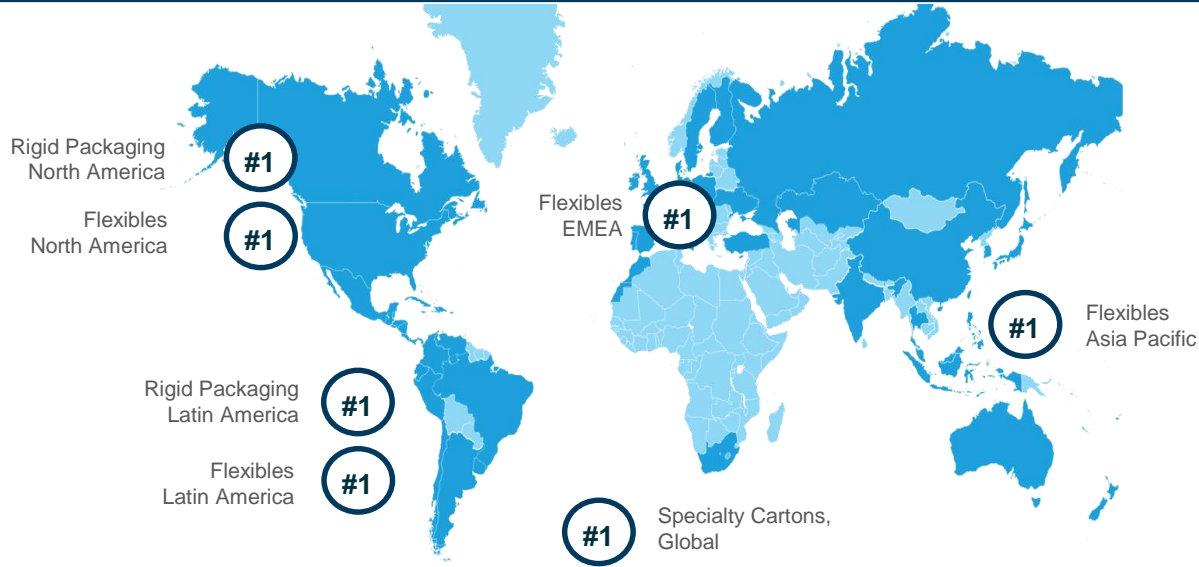 Rigid Packaging
North America
#1
Flexibles
North America
#1
Flexibles
EMEA
#1
Flexibles
Asia Pacific
#1
Rigid Packaging
Latin America
#1
Flexibles
Latin America
#1
#1
Specialty Cartons,
Global